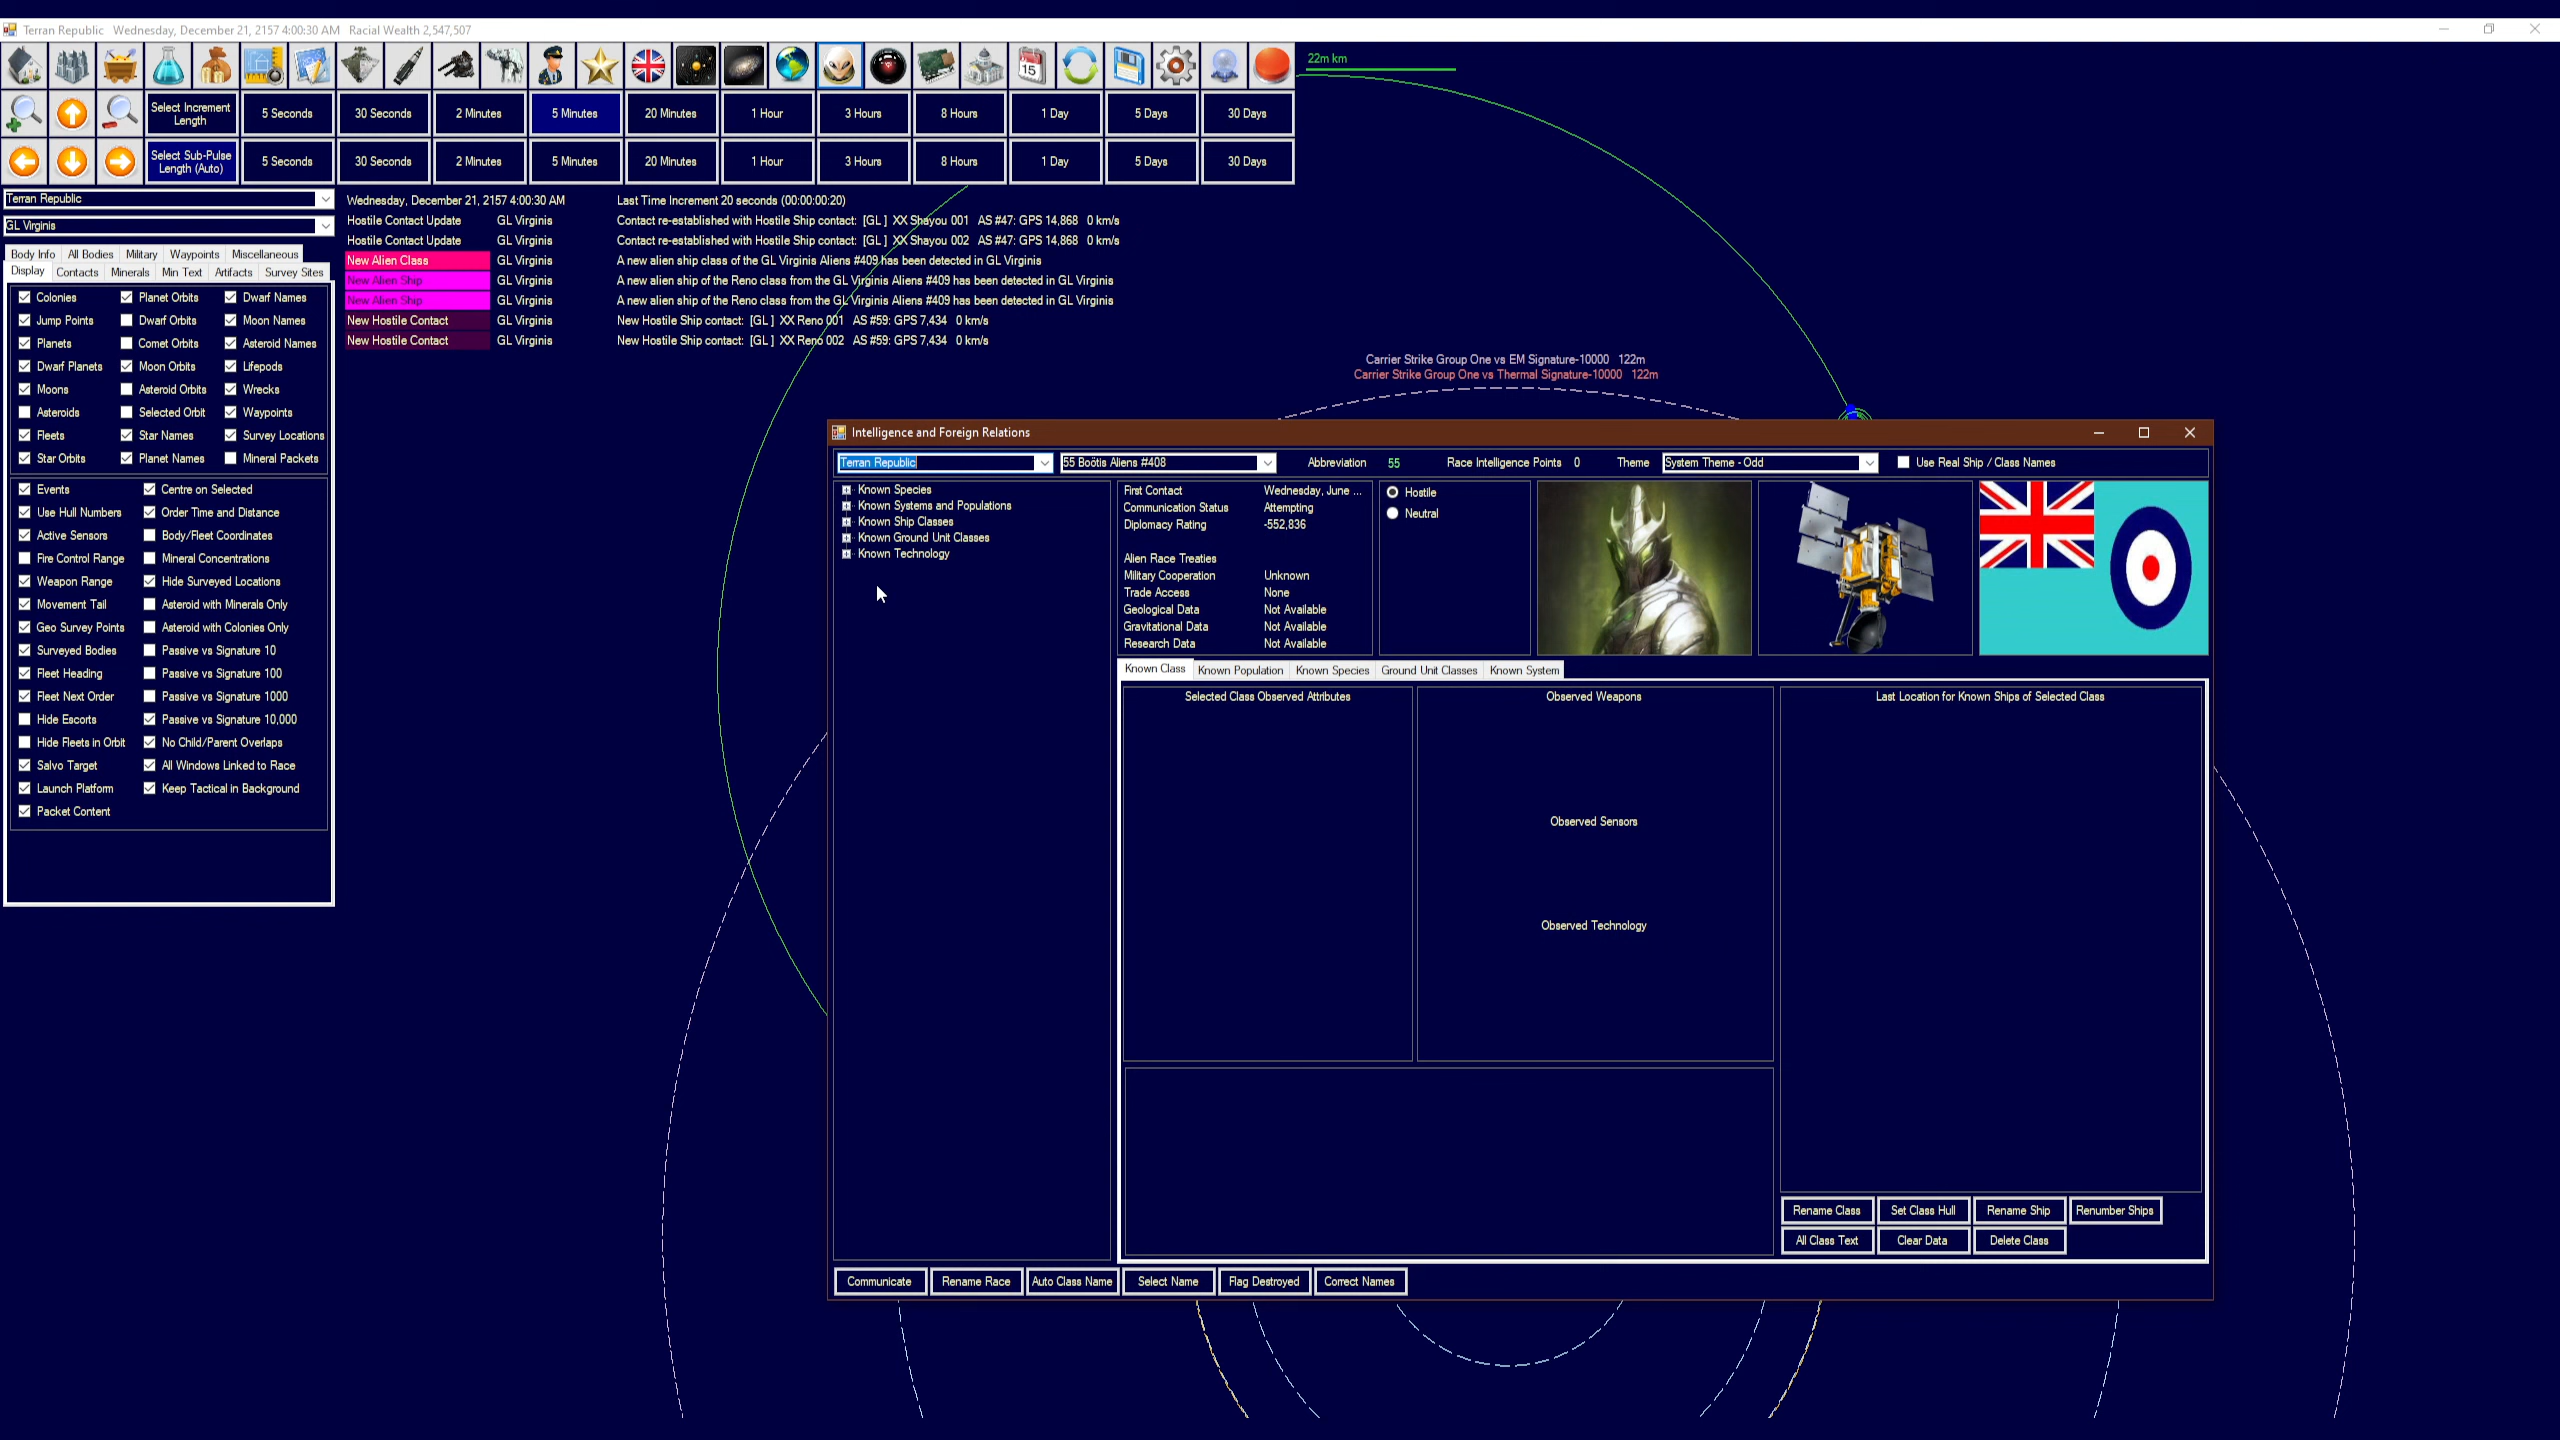 Terran Republic   Wednesday, December 21, 2157 4:00:30 AM   Racial Wealth 2,547,507
15
22m km
Select Increment Length
5 Seconds
30 Seconds
2 Minutes
5 Minutes
20 Minutes
1 Hour
3 Hours
8 Hours
1 Day
5 Days
30 Days
Select Sub-Pulse Length (Auto)
5 Seconds
30 Seconds
2 Minutes
5 Minutes
20 Minutes
1 Hour
3 Hours
8 Hours
1 Day
5 Days
30 Days
Terran Republic
GL Virginis
Body Info   All Bodies   Military   Waypoints   Miscellaneous
Display   Contacts   Minerals   Min Text   Artifacts   Survey Sites
Colonies   Planet Orbits   Dwarf Names
Jump Points   Dwarf Orbits   Moon Names
Planets   Comet Orbits   Asteroid Names
Dwarf Planets   Moon Orbits   Lifepods
Moons   Asteroid Orbits   Wrecks
Asteroids   Selected Orbit   Waypoints
Fleets   Star Names   Survey Locations
Star Orbits   Planet Names   Mineral Packets
Events   Centre on Selected
Use Hull Numbers   Order Time and Distance
Active Sensors   Body/Fleet Coordinates
Fire Control Range   Mineral Concentrations
Weapon Range   Hide Surveyed Locations
Movement Tail   Asteroid with Minerals Only
Geo Survey Points   Asteroid with Colonies Only
Surveyed Bodies   Passive vs Signature 10
Fleet Heading   Passive vs Signature 100
Fleet Next Order   Passive vs Signature 1000
Hide Escorts   Passive vs Signature 10,000
Hide Fleets in Orbit   No Child/Parent Overlaps
Salvo Target   All Windows Linked to Race
Launch Platform   Keep Tactical in Background
Packet Content
Wednesday, December 21, 2157 4:00:30 AM   Last Time Increment 20 seconds (00:00:00:20)
Hostile Contact Update   GL Virginis   Contact re-established with Hostile Ship contact:  [GL ]  XX Shayou 001   AS #47: GPS 14,868   0 km/s
Hostile Contact Update   GL Virginis   Contact re-established with Hostile Ship contact:  [GL ]  XX Shayou 002   AS #47: GPS 14,868   0 km/s
New Alien Class   GL Virginis   A new alien ship class of the GL Virginis Aliens #409 has been detected in GL Virginis
New Alien Ship   GL Virginis   A new alien ship of the Reno class from the GL Virginis Aliens #409 has been detected in GL Virginis
New Alien Ship   GL Virginis   A new alien ship of the Reno class from the GL Virginis Aliens #409 has been detected in GL Virginis
New Hostile Contact   GL Virginis   New Hostile Ship contact:  [GL ]  XX Reno 001   AS #59: GPS 7,434   0 km/s
New Hostile Contact   GL Virginis   New Hostile Ship contact:  [GL ]  XX Reno 002   AS #59: GPS 7,434   0 km/s
Carrier Strike Group One vs EM Signature-10000   122m
Carrier Strike Group One vs Thermal Signature-10000   122m
Intelligence and Foreign Relations
Terran Republic   55 Boötis Aliens #408   Abbreviation   55   Race Intelligence Points   0   Theme   System Theme - Odd   Use Real Ship / Class Names
Known Species
Known Systems and Populations
Known Ship Classes
Known Ground Unit Classes
Known Technology
First Contact   Wednesday, June ...
Communication Status   Attempting
Diplomacy Rating   -552,836
Alien Race Treaties
Military Cooperation   Unknown
Trade Access   None
Geological Data   Not Available
Gravitational Data   Not Available
Research Data   Not Available
Hostile
Neutral
Known Class   Known Population   Known Species   Ground Unit Classes   Known System
Selected Class Observed Attributes
Observed Weapons
Observed Sensors
Observed Technology
Last Location for Known Ships of Selected Class
Rename Class   Set Class Hull   Rename Ship   Renumber Ships
All Class Text   Clear Data   Delete Class
Communicate   Rename Race   Auto Class Name   Select Name   Flag Destroyed   Correct Names